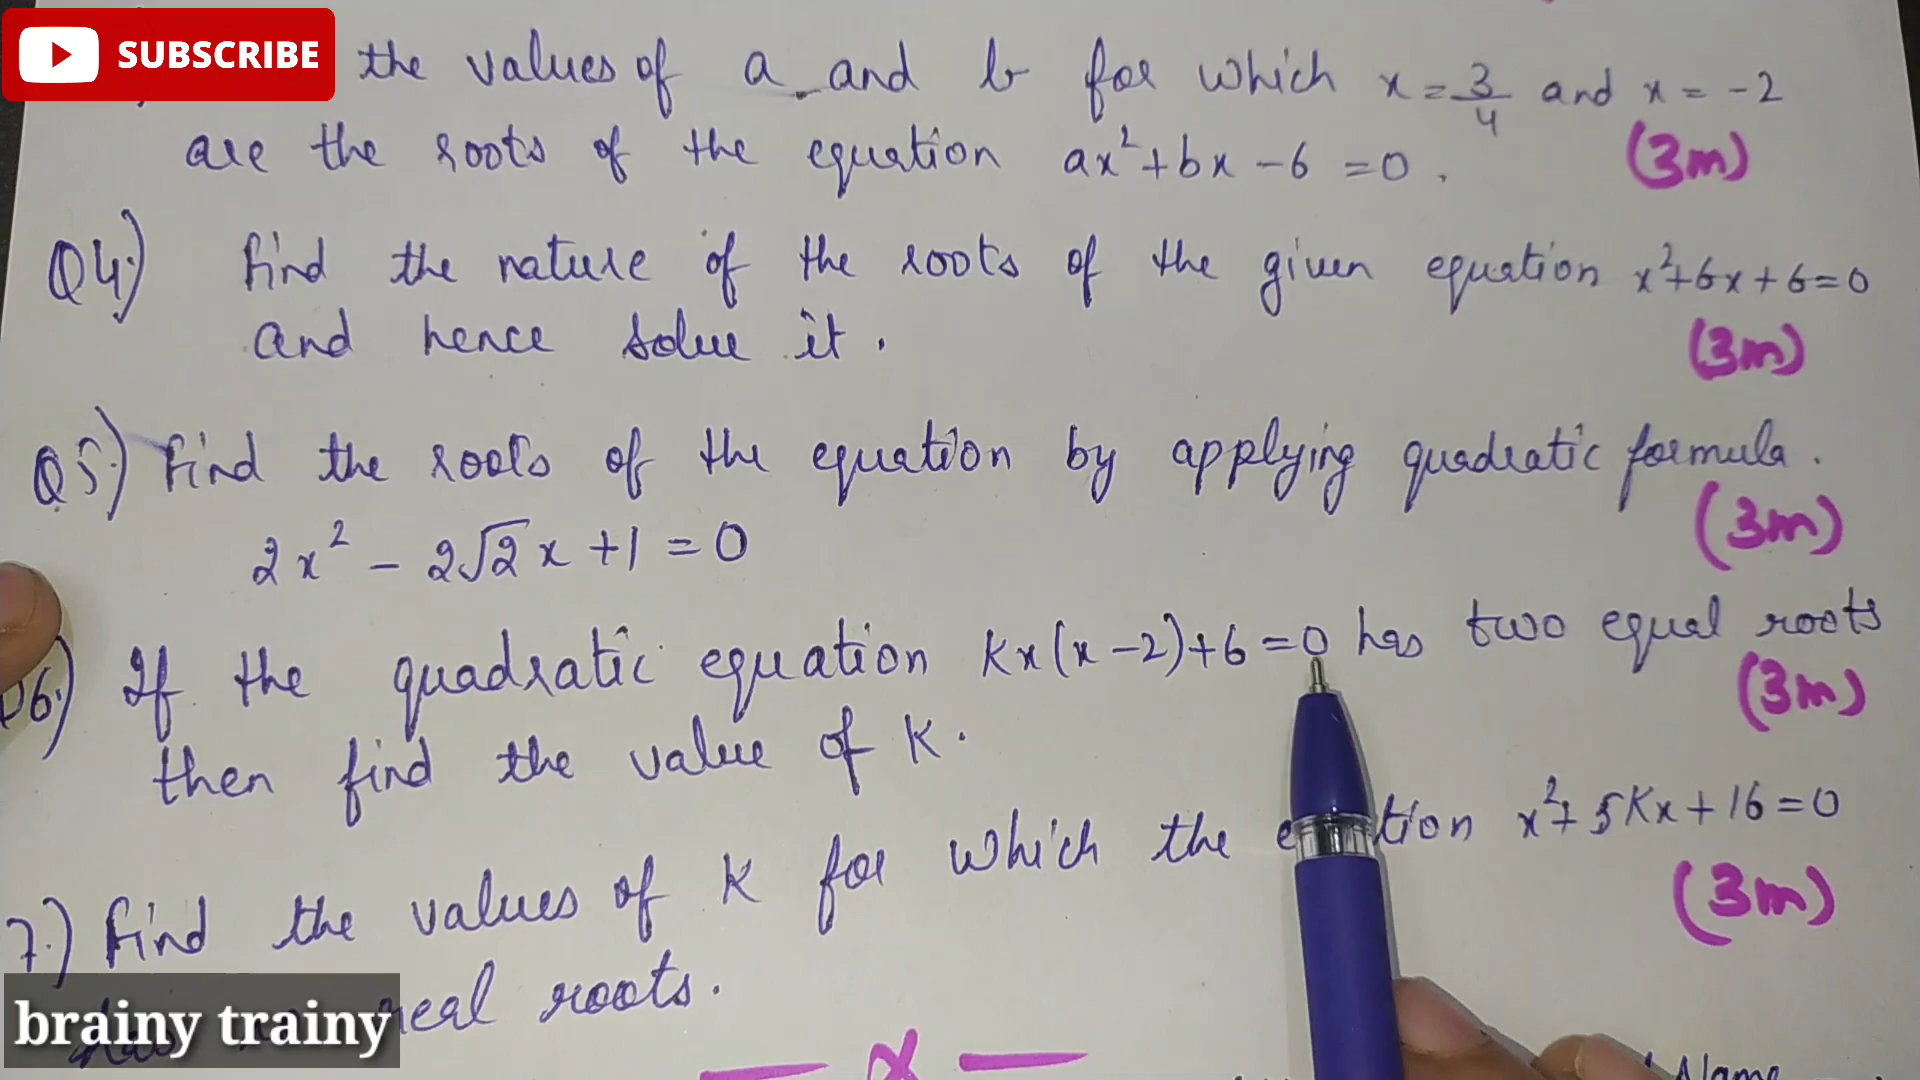 SUBSCRIBE
the values of a and b for which x = 3/4 and x = -2
are the roots of the equation ax² + bx - 6 = 0. (3m)
Q4.) Find the nature of the roots of the given equation x² + 6x + 6 = 0
and hence solve it. (3m)
Q5.) Find the roots of the equation by applying quadratic formula.
(3m)
2x² - 2√2x + 1 = 0
Q6.) If the quadratic equation Kx(x-2)+6=0 has two equal roots
then find the value of K. (3m)
7.) Find the values of K for which the tion x² + 5Kx + 16 = 0
(3m)
real roots.
brainy trainy
— x —
Name